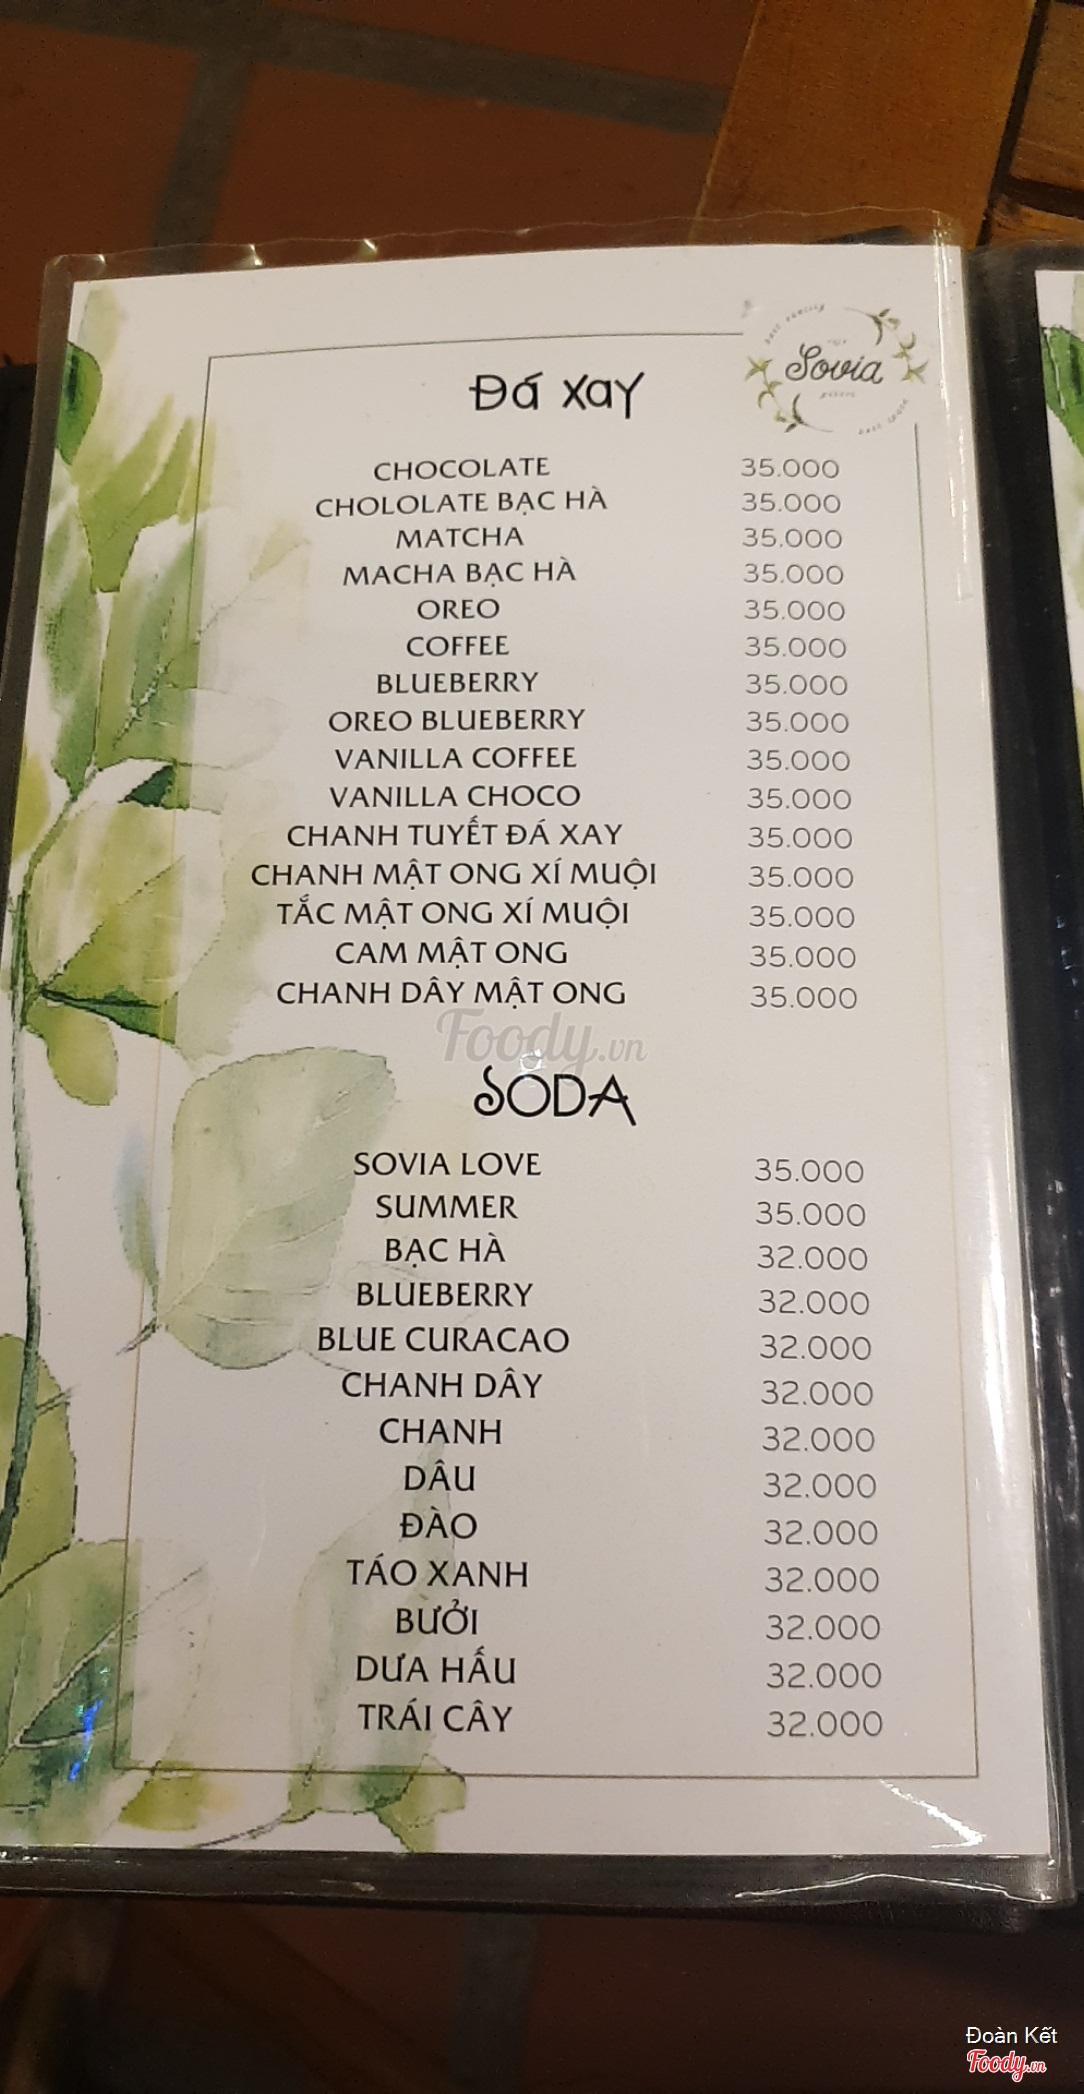 Sovia
Đá xay
CHOCOLATE 35.000
CHOLOLATE BẠC HÀ 35.000
MATCHA 35.000
MACHA BẠC HÀ 35.000
OREO 35.000
COFFEE 35.000
BLUEBERRY 35.000
OREO BLUEBERRY 35.000
VANILLA COFFEE 35.000
VANILLA CHOCO 35.000
CHANH TUYẾT ĐÁ XAY 35.000
CHANH MẬT ONG XÍ MUỘI 35.000
TẮC MẬT ONG XÍ MUỘI 35.000
CAM MẬT ONG 35.000
CHANH DÂY MẬT ONG 35.000
Foody.vn
SODA
SOVIA LOVE 35.000
SUMMER 35.000
BẠC HÀ 32.000
BLUEBERRY 32.000
BLUE CURACAO 32.000
CHANH DÂY 32.000
CHANH 32.000
DÂU 32.000
ĐÀO 32.000
TÁO XANH 32.000
BƯỞI 32.000
DƯA HẤU 32.000
TRÁI CÂY 32.000
Đoàn Kết
Foody.vn